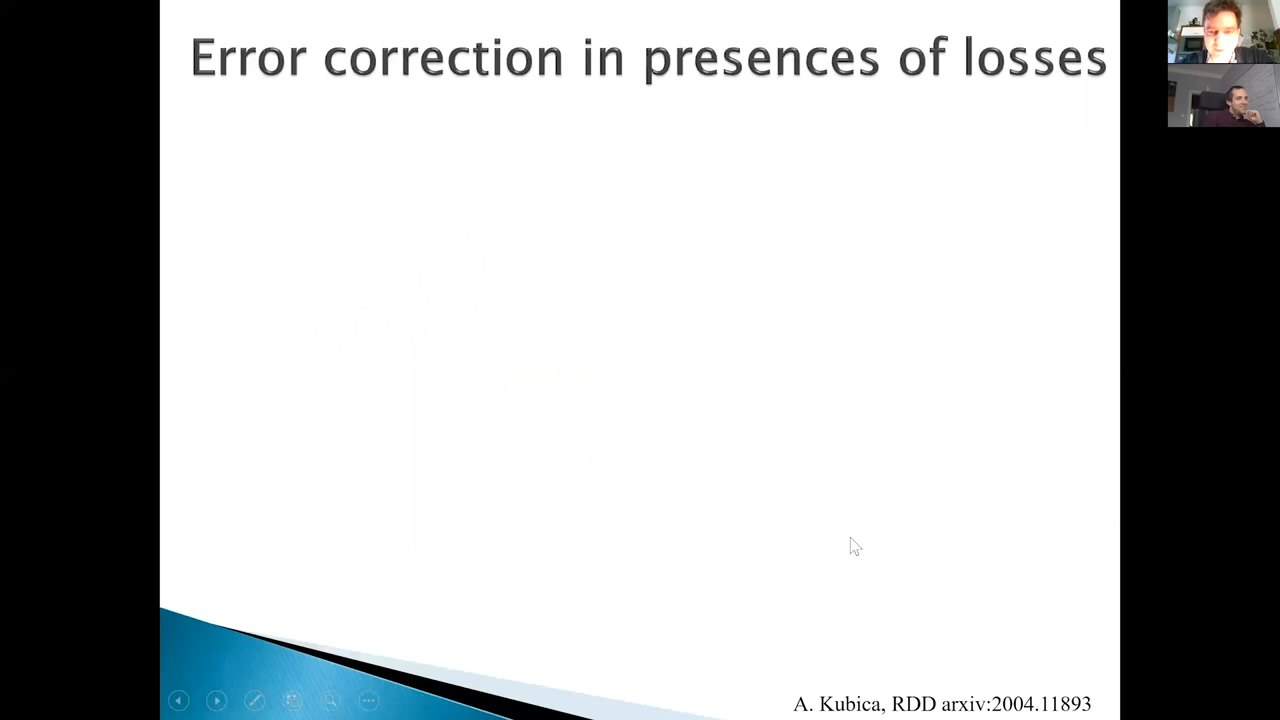 Error correction in presences of losses
A. Kubica, RDD arxiv:2004.11893